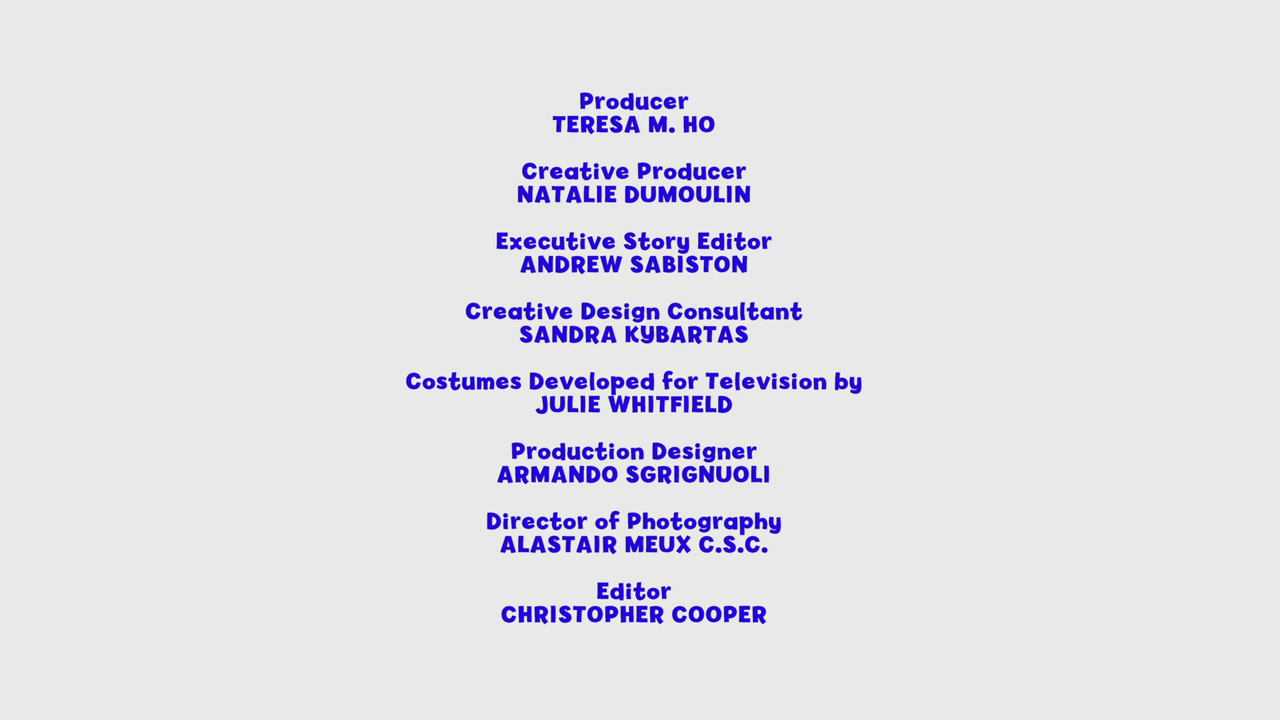 Producer
TERESA M. HO
Creative Producer
NATALIE DUMOULIN
Executive Story Editor
ANDREW SABISTON
Creative Design Consultant
SANDRA KYBARTAS
Costumes Developed for Television by
JULIE WHITFIELD
Production Designer
ARMANDO SGRIGNUOLI
Director of Photography
ALASTAIR MEUX C.S.C.
Editor
CHRISTOPHER COOPER